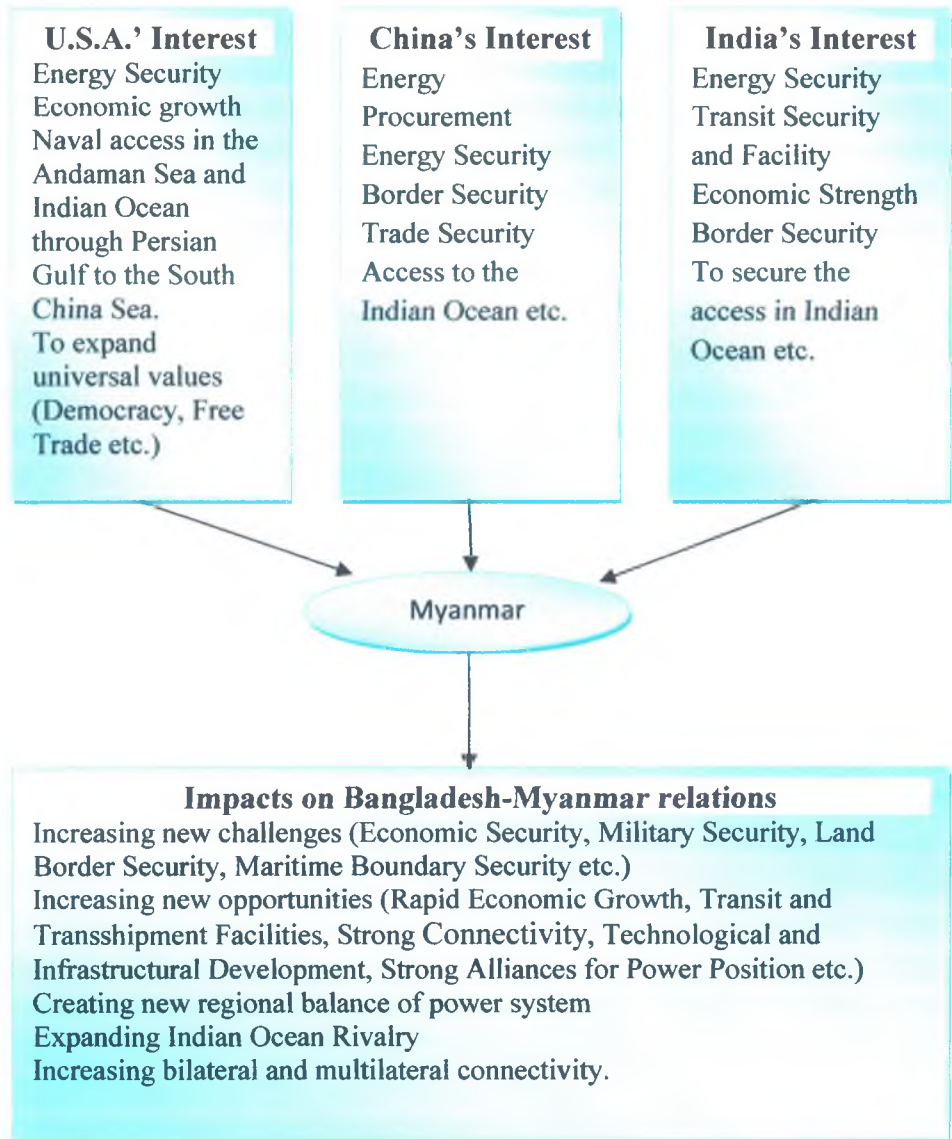 U.S.A.' Interest
Energy Security
Economic growth
Naval access in the
Andaman Sea and
Indian Ocean
through Persian
Gulf to the South
China Sea.
To expand
universal values
(Democracy, Free
Trade etc.)
China's Interest
Energy
Procurement
Energy Security
Border Security
Trade Security
Access to the
Indian Ocean etc.
India's Interest
Energy Security
Transit Security
and Facility
Economic Strength
Border Security
To secure the
access in Indian
Ocean etc.
Myanmar
Impacts on Bangladesh-Myanmar relations
Increasing new challenges (Economic Security, Military Security, Land
Border Security, Maritime Boundary Security etc.)
Increasing new opportunities (Rapid Economic Growth, Transit and
Transshipment Facilities, Strong Connectivity, Technological and
Infrastructural Development, Strong Alliances for Power Position etc.)
Creating new regional balance of power system
Expanding Indian Ocean Rivalry
Increasing bilateral and multilateral connectivity.